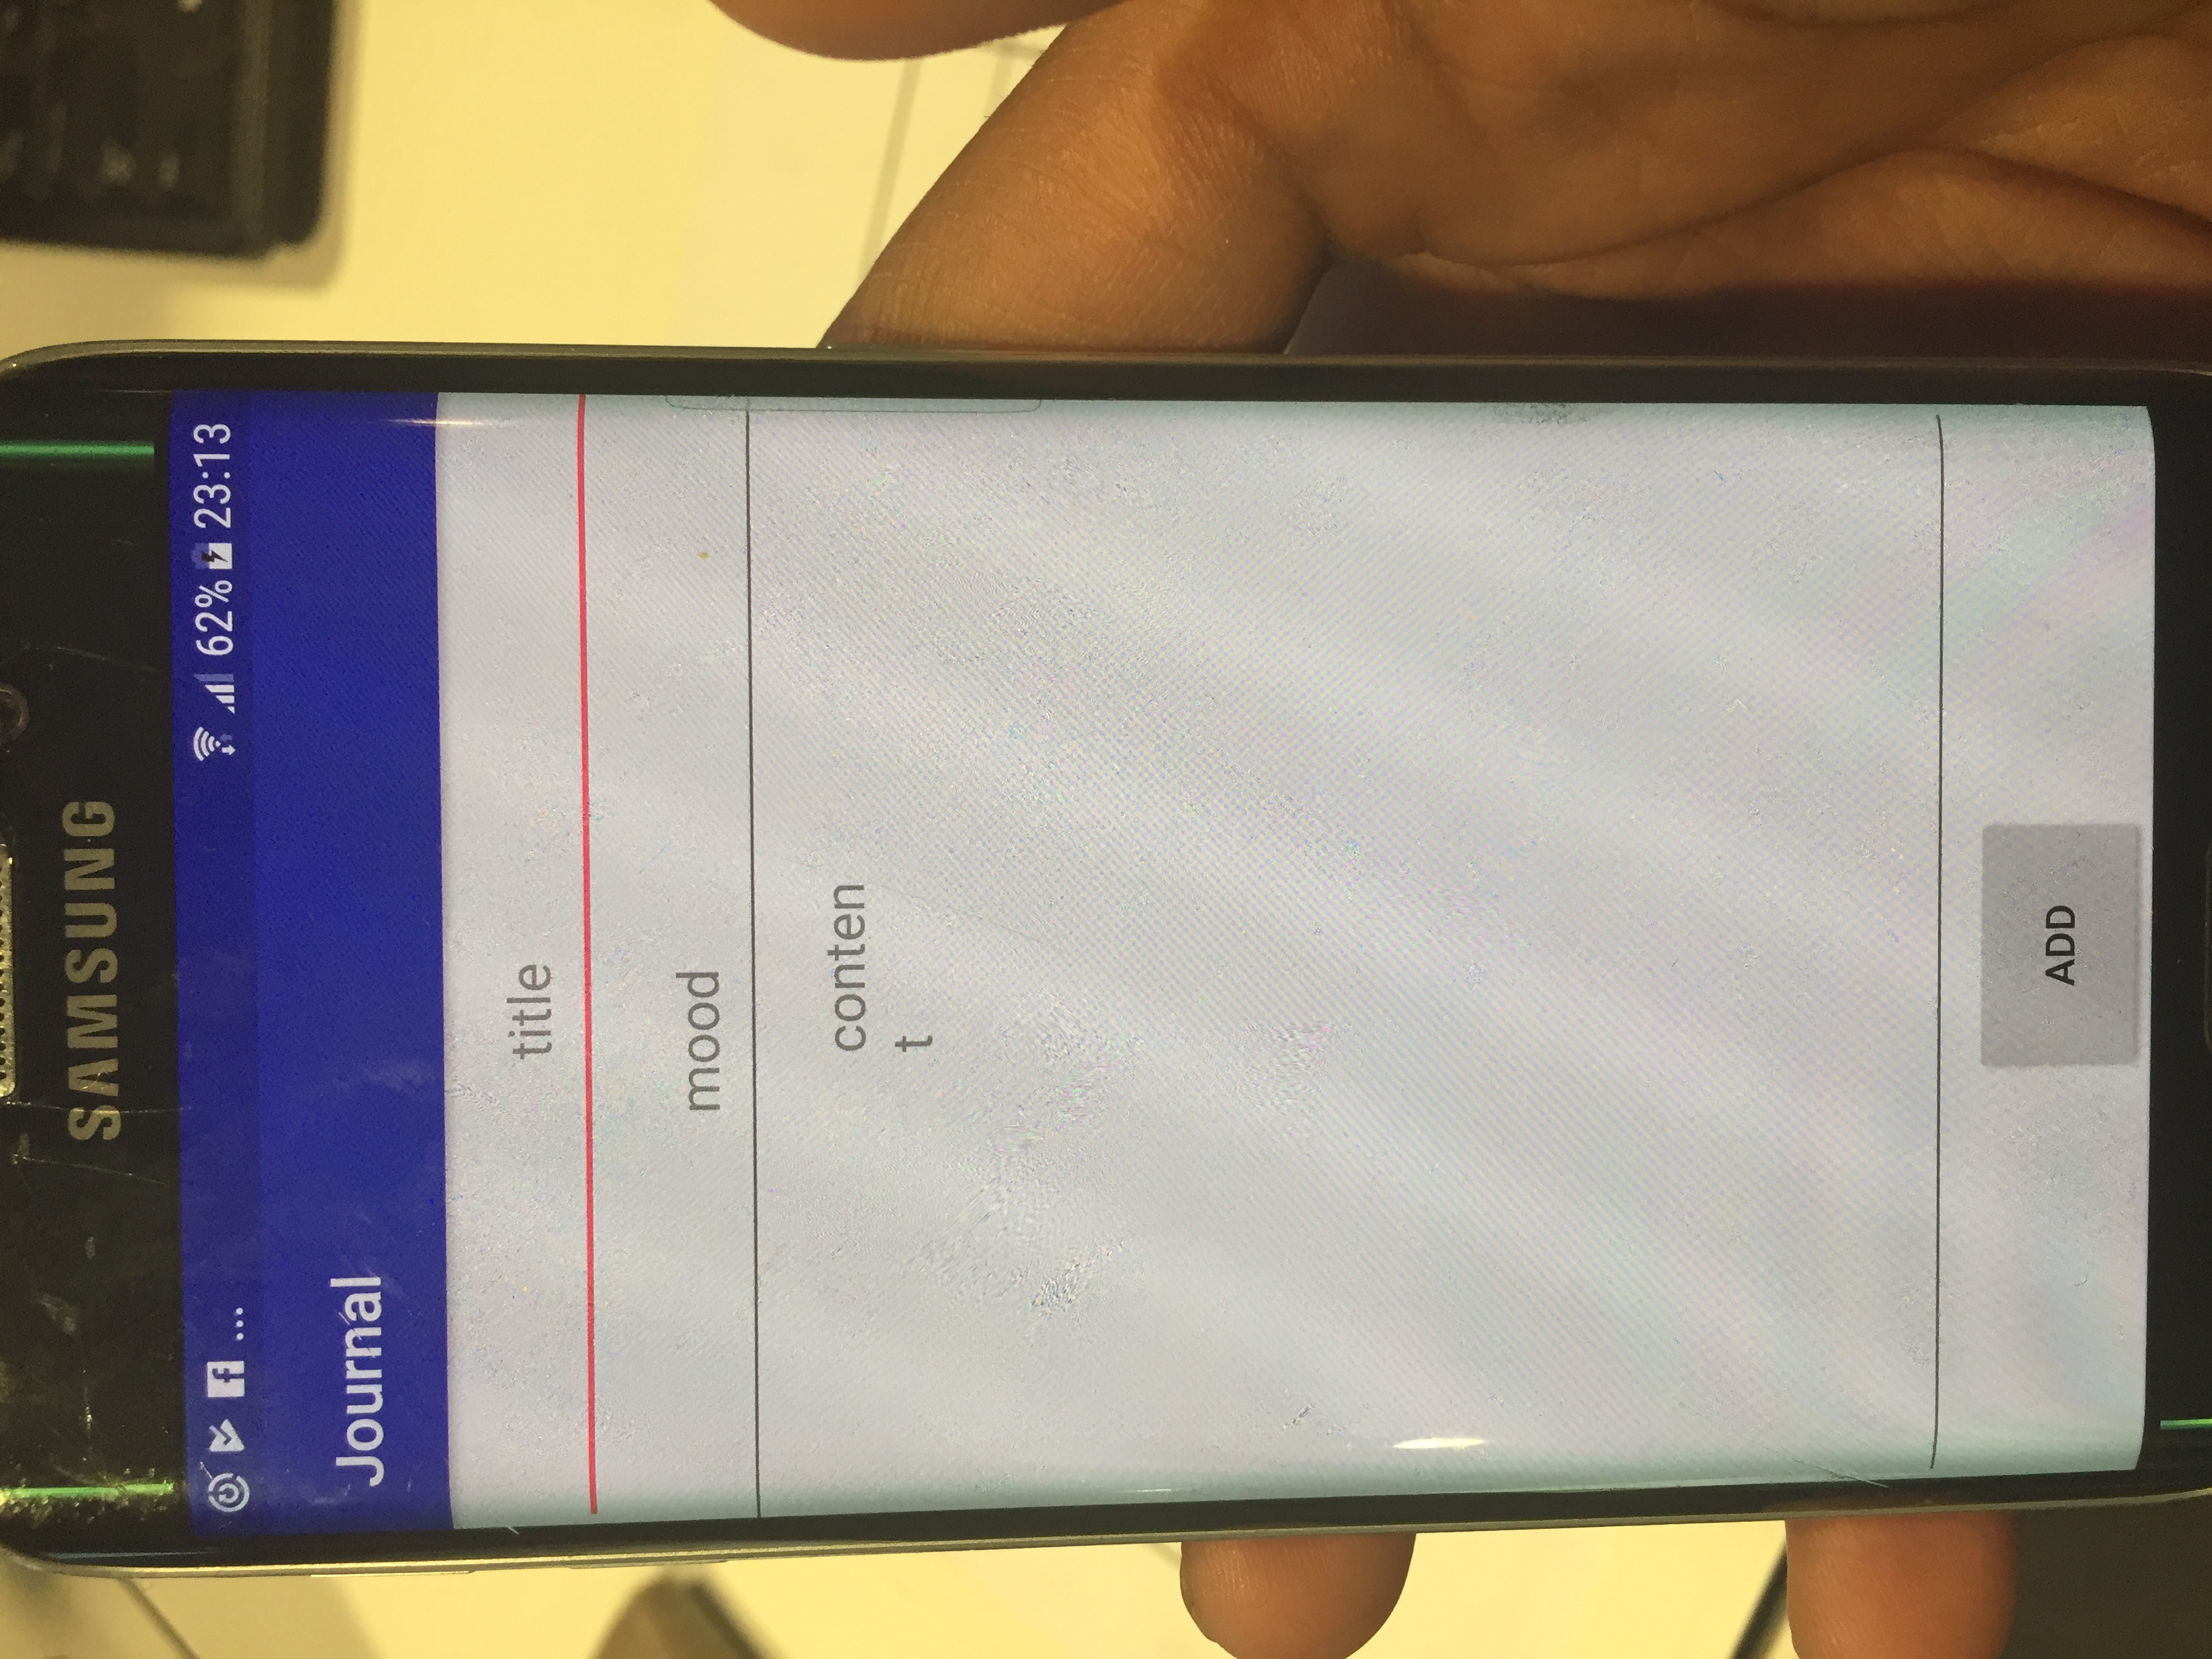 SAMSUNG
... 62% 23:13
Journal
title
mood
conten
t
ADD